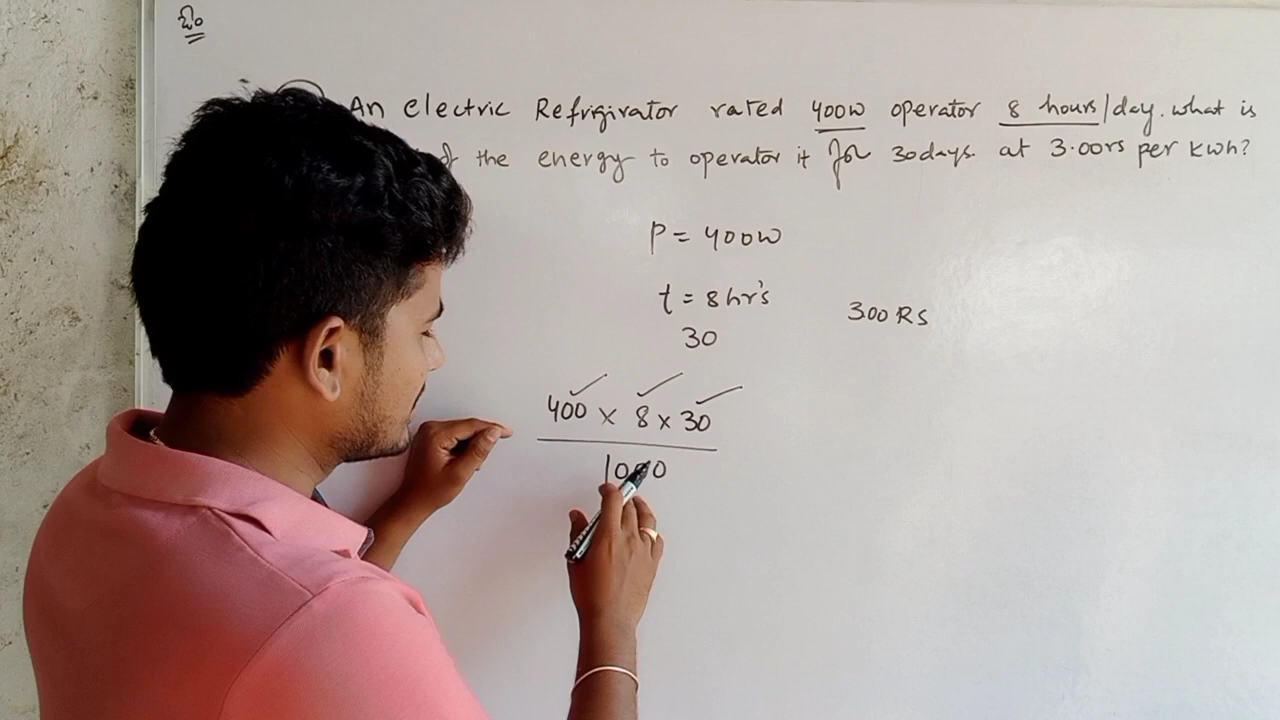 An electric Refrigirator rated 400W operator 8 hours/day. what is
the energy to operator it for 30days. at 3.00rs per kwh?
P = 400W
t = 8hr's
30
300 RS
400 x 8 x 30
1000